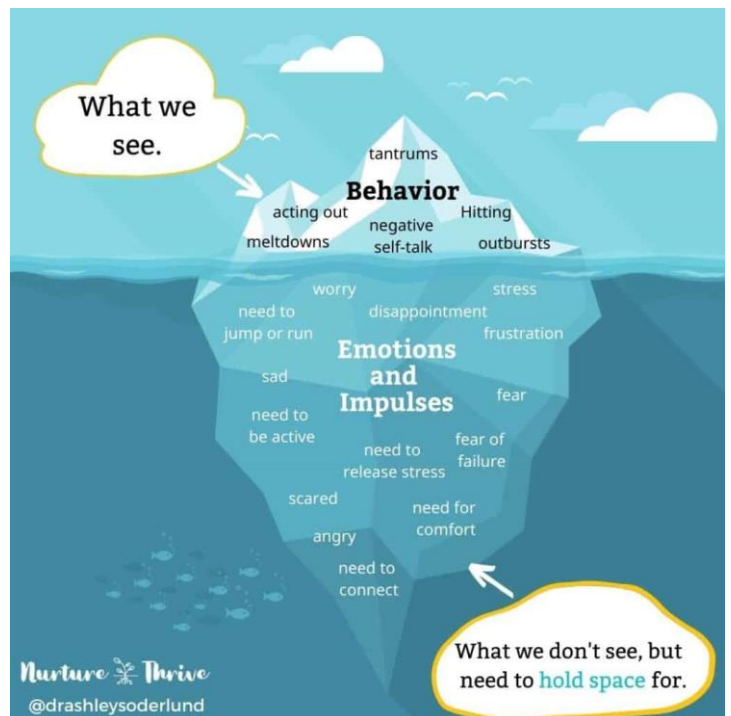 What we
see.
tantrums
Behavior
acting out
Hitting
negative
self-talk
meltdowns
outbursts
worry
stress
need to
jump or run
disappointment
frustration
Emotions
and
Impulses
sad
fear
need to
be active
need to
release stress
fear of
failure
scared
need for
comfort
angry
need to
connect
What we don't see, but
need to hold space for.
Nurture Thrive
@drashleysoderlund